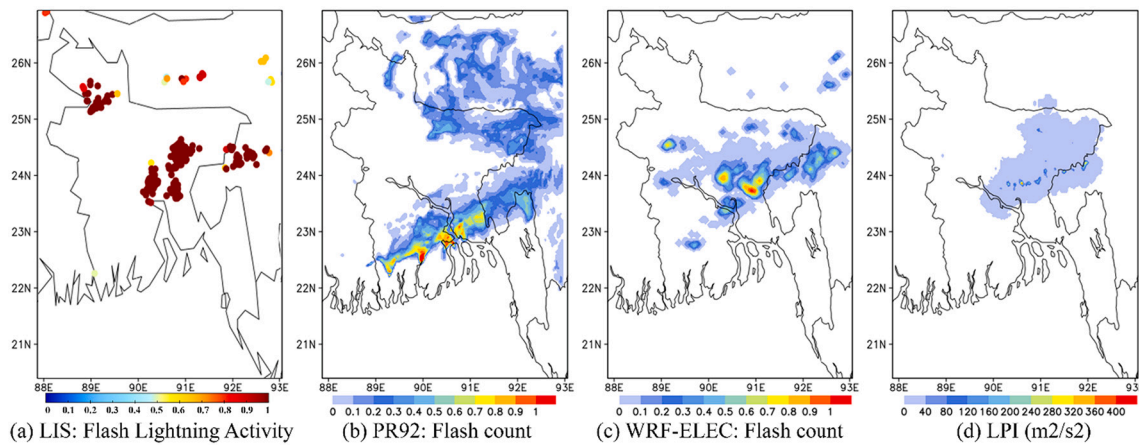 26N
25N
24N
23N
22N
21N
88E 89E 90E 91E 92E 93E
0 0.1 0.2 0.3 0.4 0.5 0.6 0.7 0.8 0.9 1
(a) LIS: Flash Lightning Activity
26N
25N
24N
23N
22N
21N
88E 89E 90E 91E 92E 93E
0 0.1 0.2 0.3 0.4 0.5 0.6 0.7 0.8 0.9 1
(b) PR92: Flash count
26N
25N
24N
23N
22N
21N
88E 89E 90E 91E 92E 93E
0 0.1 0.2 0.3 0.4 0.5 0.6 0.7 0.8 0.9 1
(c) WRF-ELEC: Flash count
26N
25N
24N
23N
22N
21N
88E 89E 90E 91E 92E 93E
0 40 80 120 160 200 240 280 320 360 400
(d) LPI (m2/s2)